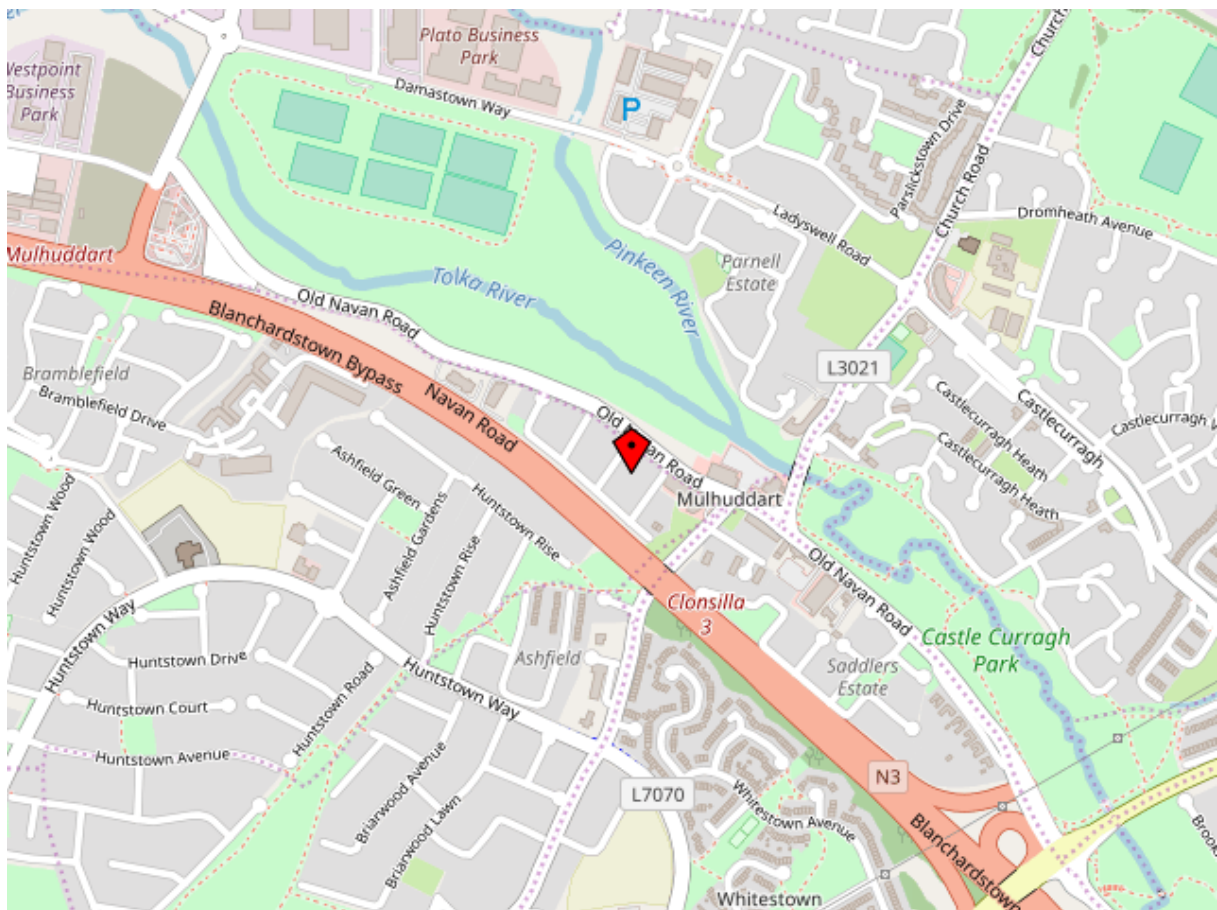 Plato Business
Park
Westpoint
Business
Park
Damastown Way
P
Church
Parslickstown Drive
Church Road
Dromheath Avenue
Ladyswell Road
Mulhuddart
Pinkeen River
Parnell
Estate
Tolka River
Old Navan Road
Blanchardstown Bypass
L3021
Bramblefield
Bramblefield Drive
Navan Road
Old Navan Road
Castlecurragh
Castlecurragh Heath
Castlecurragh Heath
Castlecurragh
Ashfield Green
Mulhuddart
Huntstown Wood
Huntstown Wood
Ashfield Gardens
Huntstown Rise
Huntstown Rise
Old Navan Road
Clonsilla
3
Huntstown Way
Castle Curragh
Park
Huntstown Drive
Ashfield
Saddlers
Estate
Huntstown Way
Huntstown Court
Huntstown Road
Huntstown Avenue
Briarwood Avenue
N3
L7070
Whitestown Avenue
Briarwood Lawn
Blanchardstown
Whitestown